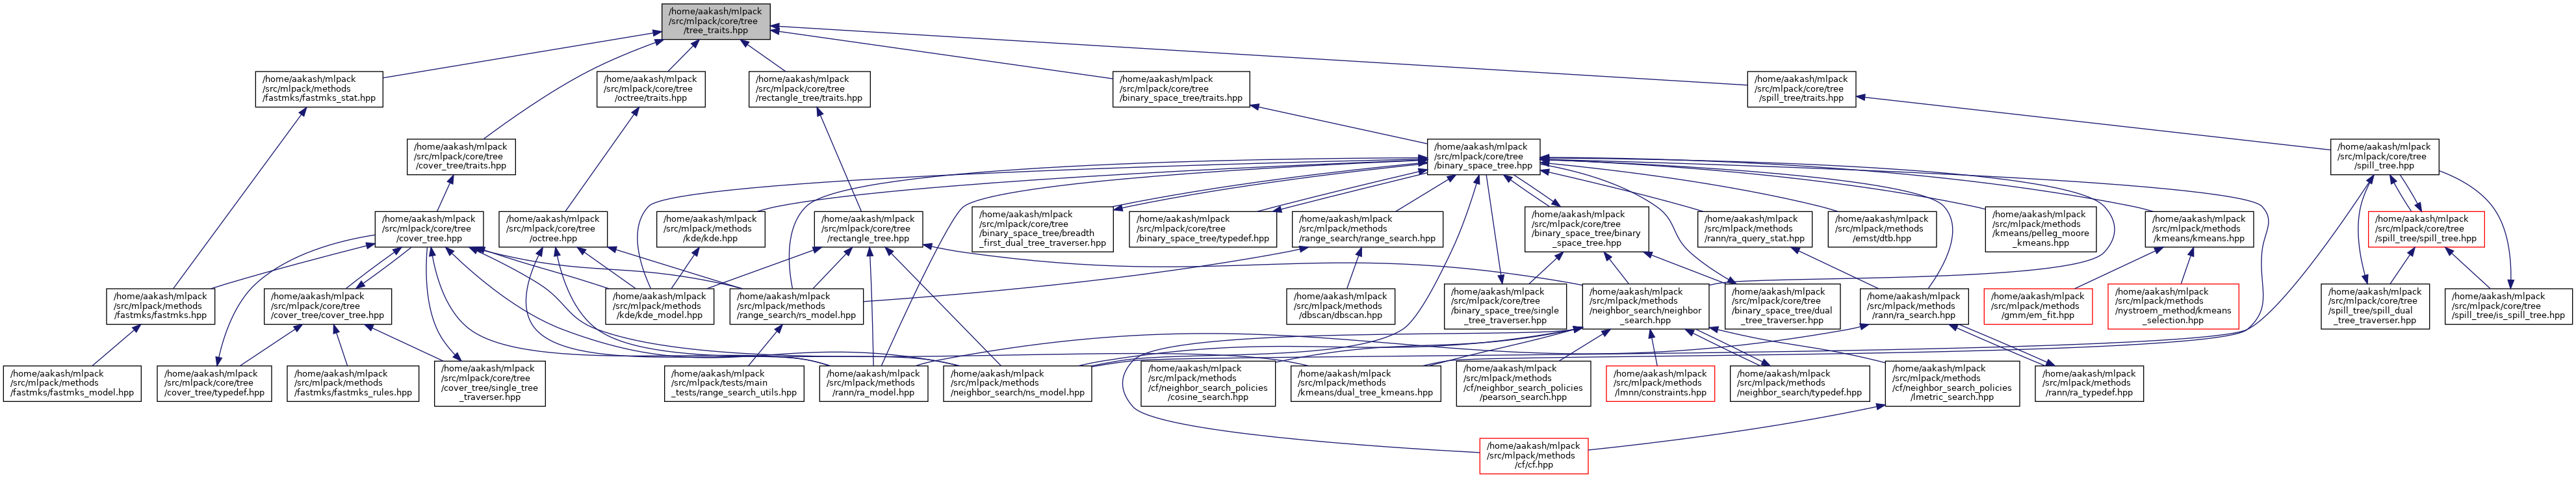 /home/aakash/mlpack
/src/mlpack/core/tree
/tree_traits.hpp
/home/aakash/mlpack
/src/mlpack/methods
/fastmks/fastmks_stat.hpp
/home/aakash/mlpack
/src/mlpack/core/tree
/octree/traits.hpp
/home/aakash/mlpack
/src/mlpack/core/tree
/rectangle_tree/traits.hpp
/home/aakash/mlpack
/src/mlpack/core/tree
/binary_space_tree/traits.hpp
/home/aakash/mlpack
/src/mlpack/core/tree
/spill_tree/traits.hpp
/home/aakash/mlpack
/src/mlpack/core/tree
/cover_tree/traits.hpp
/home/aakash/mlpack
/src/mlpack/core/tree
/binary_space_tree.hpp
/home/aakash/mlpack
/src/mlpack/core/tree
/spill_tree.hpp
/home/aakash/mlpack
/src/mlpack/core/tree
/cover_tree.hpp
/home/aakash/mlpack
/src/mlpack/core/tree
/octree.hpp
/home/aakash/mlpack
/src/mlpack/methods
/kde/kde.hpp
/home/aakash/mlpack
/src/mlpack/core/tree
/rectangle_tree.hpp
/home/aakash/mlpack
/src/mlpack/core/tree
/binary_space_tree/breadth
_first_dual_tree_traverser.hpp
/home/aakash/mlpack
/src/mlpack/core/tree
/binary_space_tree/typedef.hpp
/home/aakash/mlpack
/src/mlpack/methods
/range_search/range_search.hpp
/home/aakash/mlpack
/src/mlpack/core/tree
/binary_space_tree/binary
_space_tree.hpp
/home/aakash/mlpack
/src/mlpack/methods
/rann/ra_query_stat.hpp
/home/aakash/mlpack
/src/mlpack/methods
/emst/dtb.hpp
/home/aakash/mlpack
/src/mlpack/methods
/kmeans/pelleg_moore
_kmeans.hpp
/home/aakash/mlpack
/src/mlpack/methods
/kmeans/kmeans.hpp
/home/aakash/mlpack
/src/mlpack/core/tree
/spill_tree/spill_tree.hpp
/home/aakash/mlpack
/src/mlpack/methods
/fastmks/fastmks.hpp
/home/aakash/mlpack
/src/mlpack/core/tree
/cover_tree/cover_tree.hpp
/home/aakash/mlpack
/src/mlpack/methods
/kde/kde_model.hpp
/home/aakash/mlpack
/src/mlpack/methods
/range_search/rs_model.hpp
/home/aakash/mlpack
/src/mlpack/methods
/dbscan/dbscan.hpp
/home/aakash/mlpack
/src/mlpack/core/tree
/binary_space_tree/single
_tree_traverser.hpp
/home/aakash/mlpack
/src/mlpack/methods
/neighbor_search/neighbor
_search.hpp
/home/aakash/mlpack
/src/mlpack/core/tree
/binary_space_tree/dual
_tree_traverser.hpp
/home/aakash/mlpack
/src/mlpack/methods
/rann/ra_search.hpp
/home/aakash/mlpack
/src/mlpack/methods
/gmm/em_fit.hpp
/home/aakash/mlpack
/src/mlpack/methods
/nystroem_method/kmeans
_selection.hpp
/home/aakash/mlpack
/src/mlpack/core/tree
/spill_tree/spill_dual
_tree_traverser.hpp
/home/aakash/mlpack
/src/mlpack/core/tree
/spill_tree/is_spill_tree.hpp
/home/aakash/mlpack
/src/mlpack/methods
/fastmks/fastmks_model.hpp
/home/aakash/mlpack
/src/mlpack/core/tree
/cover_tree/typedef.hpp
/home/aakash/mlpack
/src/mlpack/methods
/fastmks/fastmks_rules.hpp
/home/aakash/mlpack
/src/mlpack/core/tree
/cover_tree/single_tree
_traverser.hpp
/home/aakash/mlpack
/src/mlpack/tests/main
_tests/range_search_utils.hpp
/home/aakash/mlpack
/src/mlpack/methods
/rann/ra_model.hpp
/home/aakash/mlpack
/src/mlpack/methods
/neighbor_search/ns_model.hpp
/home/aakash/mlpack
/src/mlpack/methods
/cf/neighbor_search_policies
/cosine_search.hpp
/home/aakash/mlpack
/src/mlpack/methods
/kmeans/dual_tree_kmeans.hpp
/home/aakash/mlpack
/src/mlpack/methods
/cf/neighbor_search_policies
/pearson_search.hpp
/home/aakash/mlpack
/src/mlpack/methods
/lmnn/constraints.hpp
/home/aakash/mlpack
/src/mlpack/methods
/neighbor_search/typedef.hpp
/home/aakash/mlpack
/src/mlpack/methods
/cf/neighbor_search_policies
/lmetric_search.hpp
/home/aakash/mlpack
/src/mlpack/methods
/rann/ra_typedef.hpp
/home/aakash/mlpack
/src/mlpack/methods
/cf/cf.hpp